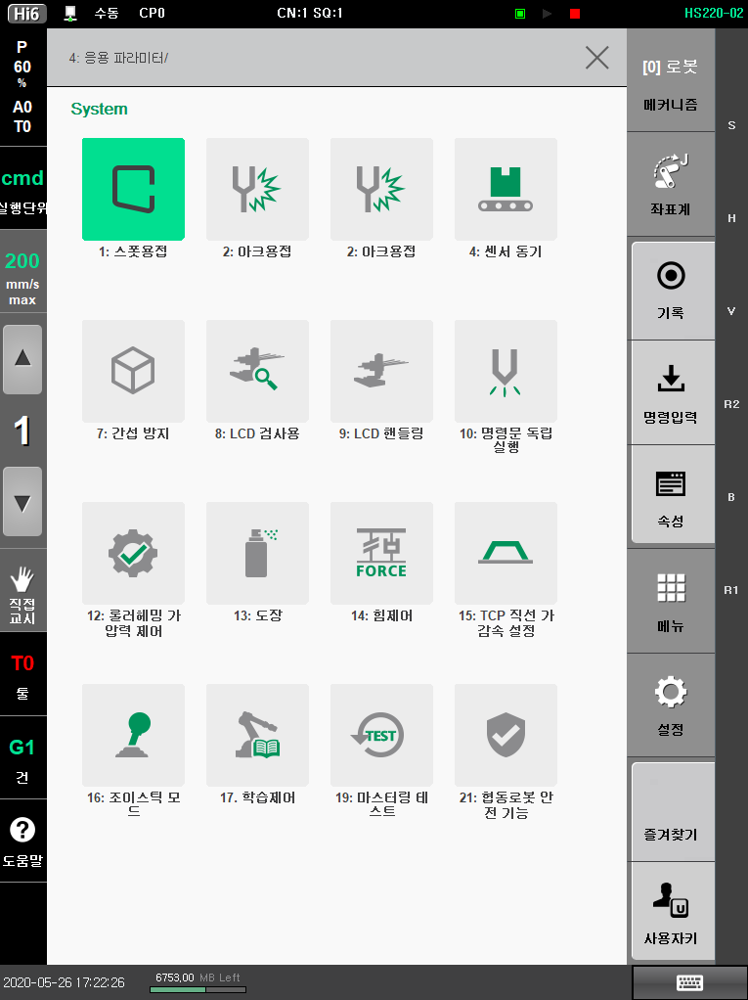 Hi6 수동 CP0 CN:1 SQ:1 HS220-02
P
60
%
A0
T0
cmd
실행단위
200
mm/s
max
1
직접
교시
T0
툴
G1
건
도움말
4: 응용 파라미터/
System
1: 스폿용접
2: 아크용접
2: 아크용접
4: 센서 동기
7: 간섭 방지
8: LCD 검사용
9: LCD 핸들링
10: 명령문 독립
실행
12: 롤러헤밍 가
압력 제어
13: 도장
FORCE
14: 힘제어
15: TCP 직선 가
감속 설정
16: 조이스틱 모
드
17. 학습제어
TEST
19: 마스터링 테
스트
21: 협동로봇 안
전 기능
[0] 로봇
메커니즘
J
좌표계
기록
명령입력
속성
메뉴
설정
즐겨찾기
U
사용자키
S
H
V
R2
B
R1
2020-05-26 17:22:26 6753,00 MB Left